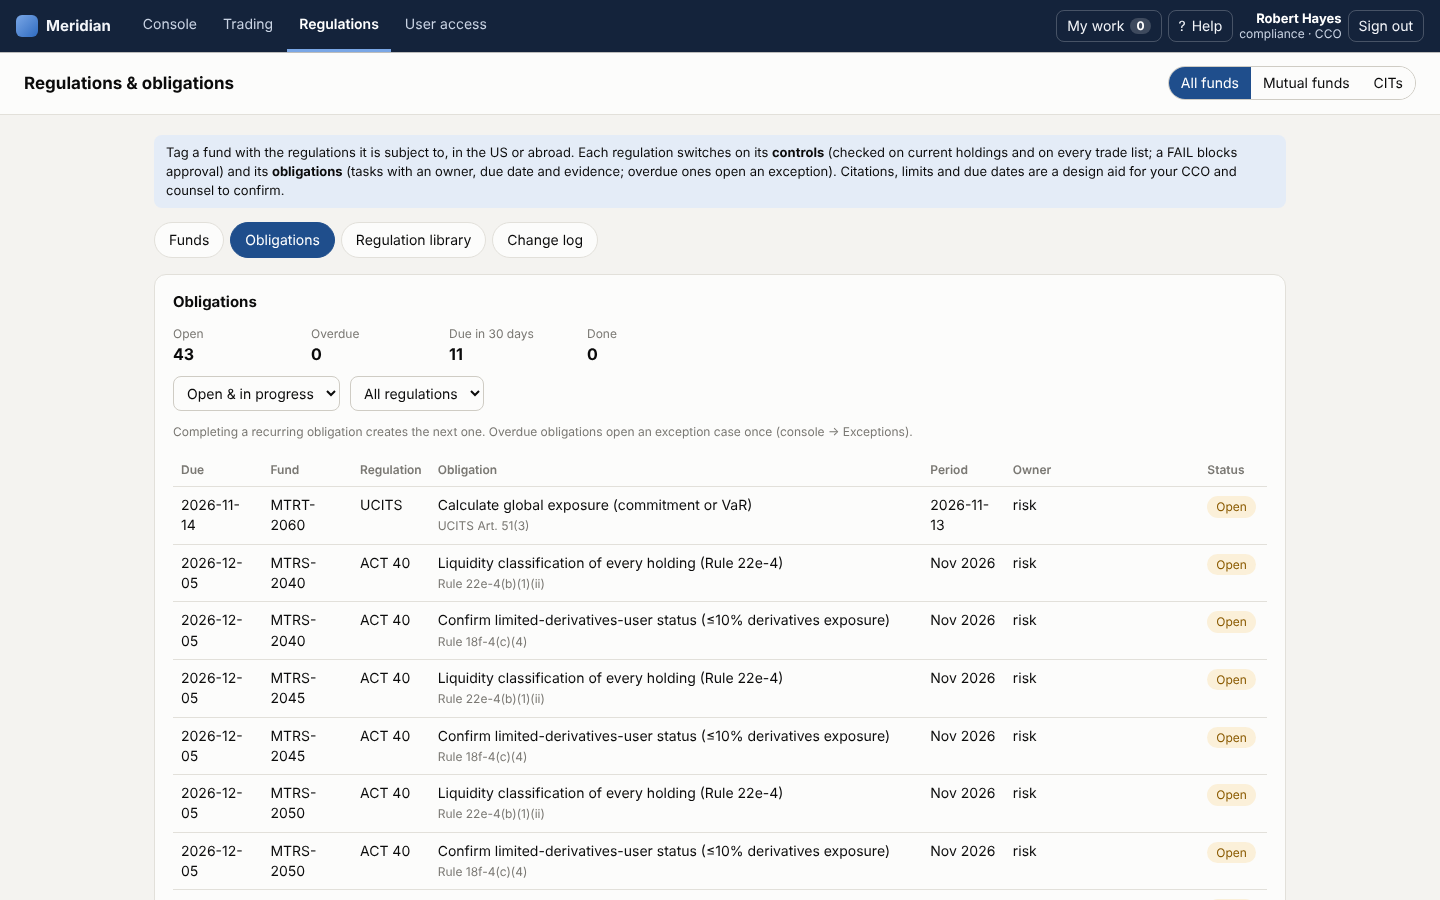 Meridian Console Trading Regulations User access My work 0 ? Help Robert Hayes compliance · CCO Sign out
Regulations & obligations All funds Mutual funds CITs
Tag a fund with the regulations it is subject to, in the US or abroad. Each regulation switches on its controls (checked on current holdings and on every trade list; a FAIL blocks
approval) and its obligations (tasks with an owner, due date and evidence; overdue ones open an exception). Citations, limits and due dates are a design aid for your CCO and
counsel to confirm.
Funds Obligations Regulation library Change log
Obligations
Open Overdue Due in 30 days Done
43 0 11 0
Open & in progress All regulations
Completing a recurring obligation creates the next one. Overdue obligations open an exception case once (console → Exceptions).
Due Fund Regulation Obligation Period Owner Status
2026-11- MTRT- UCITS Calculate global exposure (commitment or VaR) 2026-11- risk Open
14 2060 UCITS Art. 51(3) 13
2026-12- MTRS- ACT 40 Liquidity classification of every holding (Rule 22e-4) Nov 2026 risk Open
05 2040 Rule 22e-4(b)(1)(ii)
2026-12- MTRS- ACT 40 Confirm limited-derivatives-user status (≤10% derivatives exposure) Nov 2026 risk Open
05 2040 Rule 18f-4(c)(4)
2026-12- MTRS- ACT 40 Liquidity classification of every holding (Rule 22e-4) Nov 2026 risk Open
05 2045 Rule 22e-4(b)(1)(ii)
2026-12- MTRS- ACT 40 Confirm limited-derivatives-user status (≤10% derivatives exposure) Nov 2026 risk Open
05 2045 Rule 18f-4(c)(4)
2026-12- MTRS- ACT 40 Liquidity classification of every holding (Rule 22e-4) Nov 2026 risk Open
05 2050 Rule 22e-4(b)(1)(ii)
2026-12- MTRS- ACT 40 Confirm limited-derivatives-user status (≤10% derivatives exposure) Nov 2026 risk Open
05 2050 Rule 18f-4(c)(4)